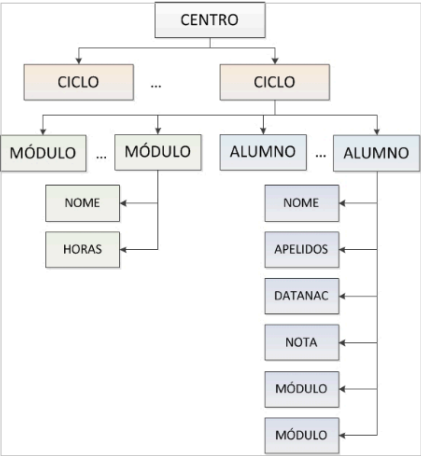 CENTRO
CICLO ... CICLO
MÓDULO ... MÓDULO ALUMNO ... ALUMNO
NOME NOME
HORAS APELIDOS
DATANAC
NOTA
MÓDULO
MÓDULO